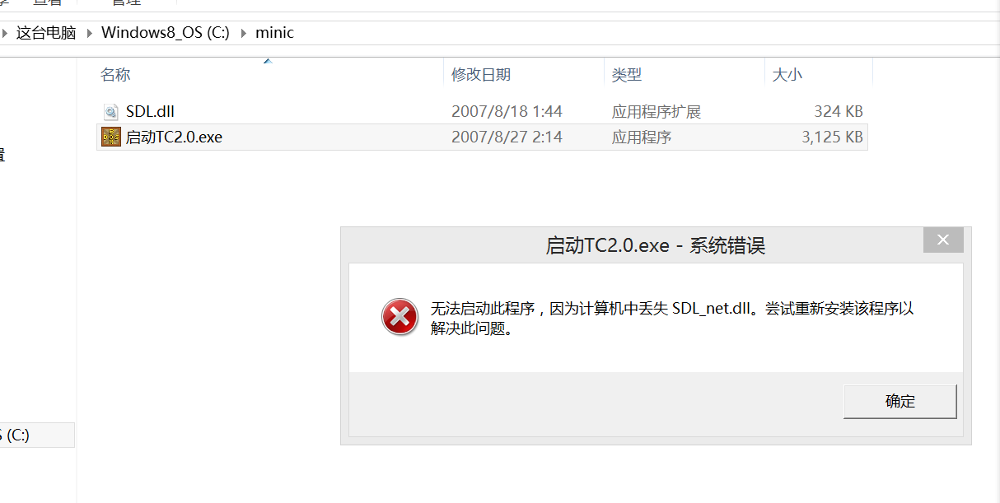 查看
管理
这台电脑 Windows8_OS (C:) minic
名称 修改日期 类型 大小
SDL.dll 2007/8/18 1:44 应用程序扩展 324 KB
启动TC2.0.exe 2007/8/27 2:14 应用程序 3,125 KB
置
启动TC2.0.exe - 系统错误
无法启动此程序，因为计算机中丢失 SDL_net.dll。尝试重新安装该程序以
解决此问题。
确定
S (C:)